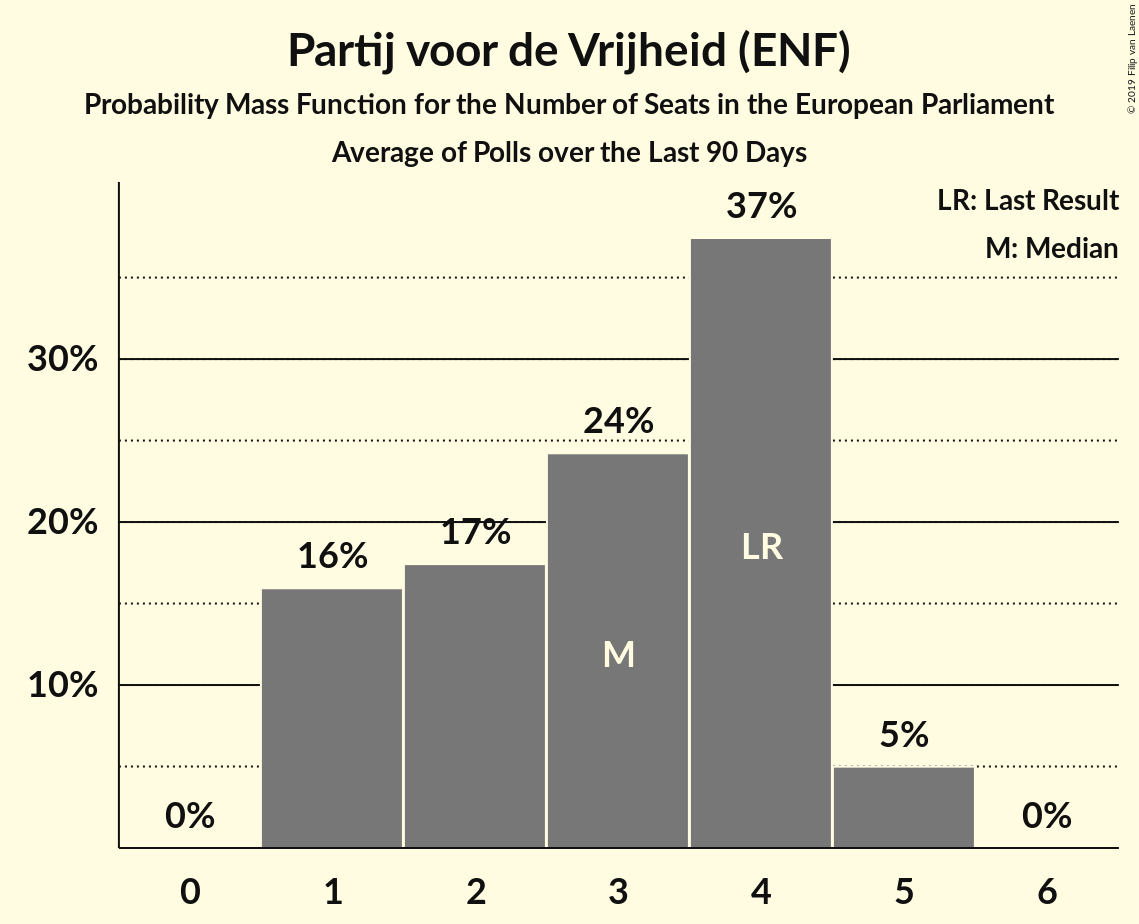 Partij voor de Vrijheid (ENF)
Probability Mass Function for the Number of Seats in the European Parliament
Average of Polls over the Last 90 Days
© 2019 Filip van Laenen
LR: Last Result
M: Median
37%
30%
24%
20%
17%
16%
LR
M
10%
5%
0%
0%
0
1
2
3
4
5
6